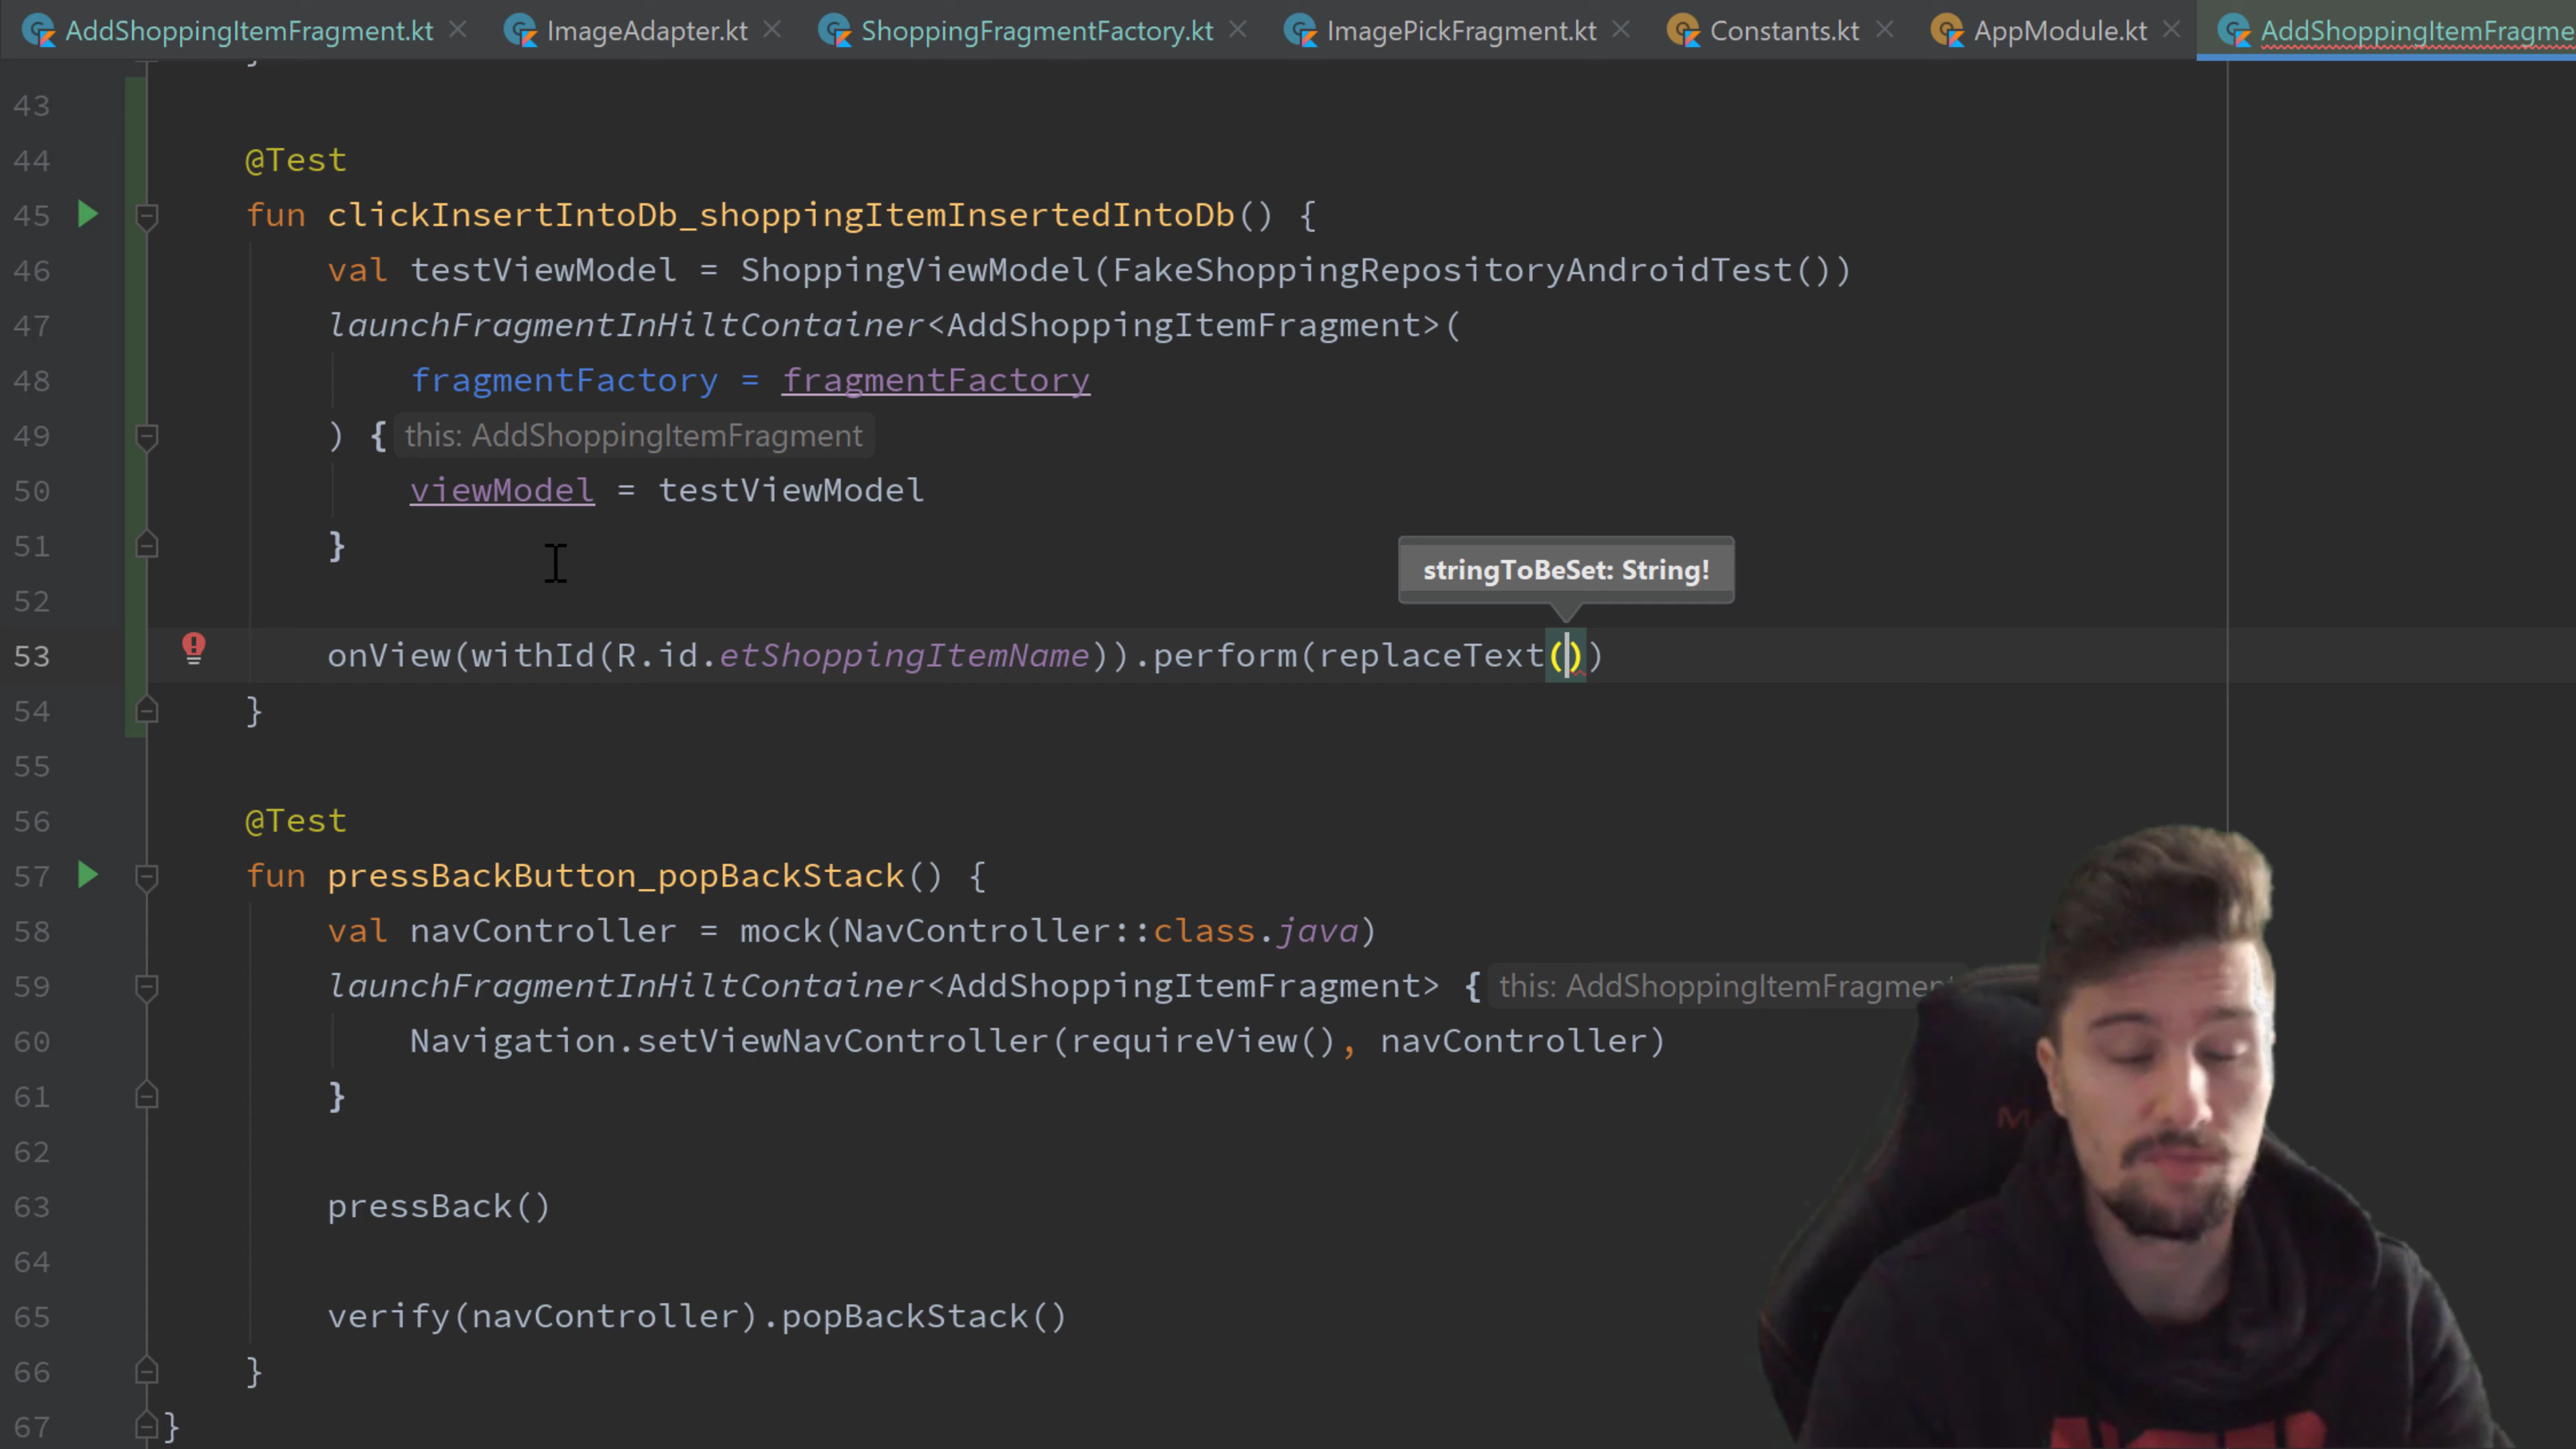 AddShoppingItemFragment.kt ImageAdapter.kt ShoppingFragmentFactory.kt ImagePickFragment.kt Constants.kt AppModule.kt AddShoppingItemFragme
43
44 @Test
45 fun clickInsertIntoDb_shoppingItemInsertedIntoDb() {
46 val testViewModel = ShoppingViewModel(FakeShoppingRepositoryAndroidTest())
47 launchFragmentInHiltContainer<AddShoppingItemFragment>(
48 fragmentFactory = fragmentFactory
49 ) { this: AddShoppingItemFragment
50 viewModel = testViewModel
51 }
stringToBeSet: String!
52
53 onView(withId(R.id.etShoppingItemName)).perform(replaceText())
54 }
55
56 @Test
57 fun pressBackButton_popBackStack() {
58 val navController = mock(NavController::class.java)
59 launchFragmentInHiltContainer<AddShoppingItemFragment> { this: AddShoppingItemFragment
60 Navigation.setViewNavController(requireView(), navController)
61 }
62
63 pressBack()
64
65 verify(navController).popBackStack()
66 }
67 }